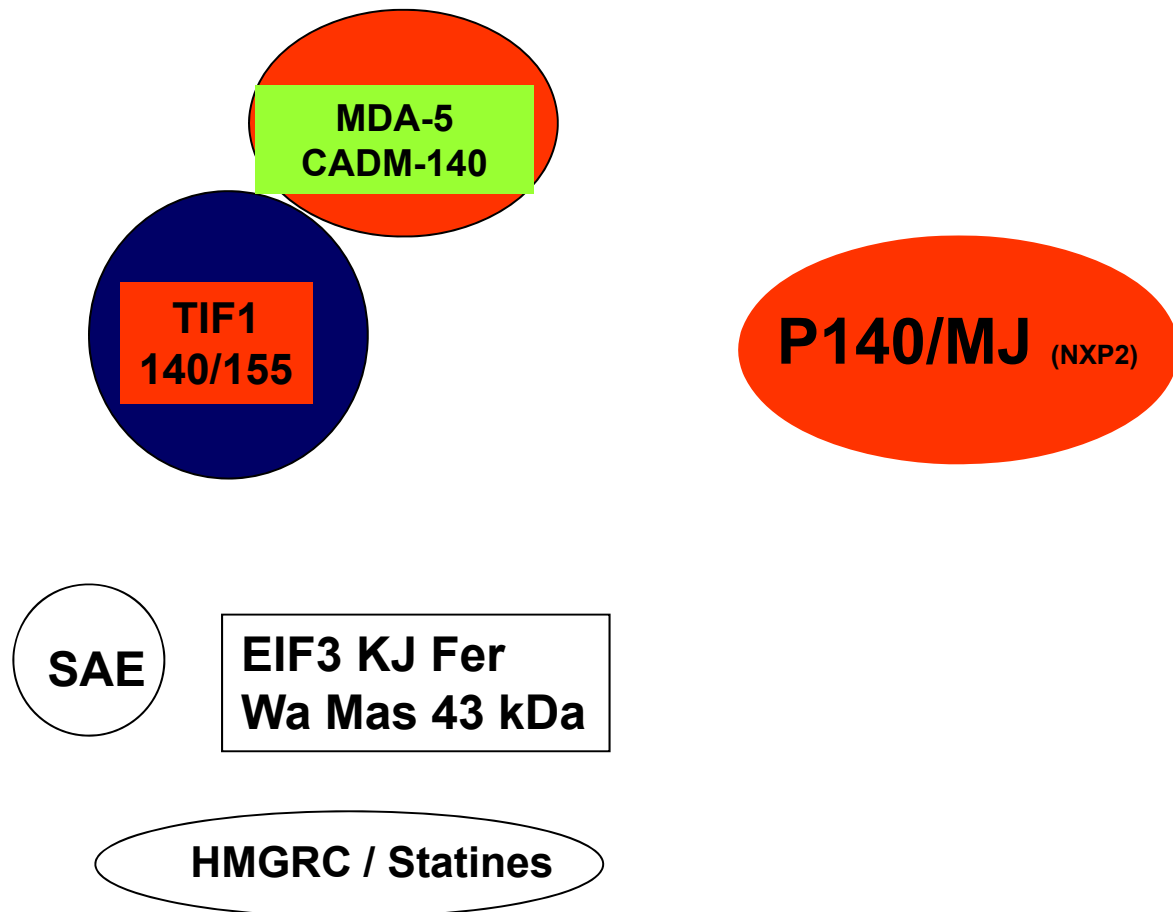 MDA-5
CADM-140
TIF1
140/155
P140/MJ (NXP2)
SAE
EIF3 KJ Fer
Wa Mas 43 kDa
HMGRC / Statines